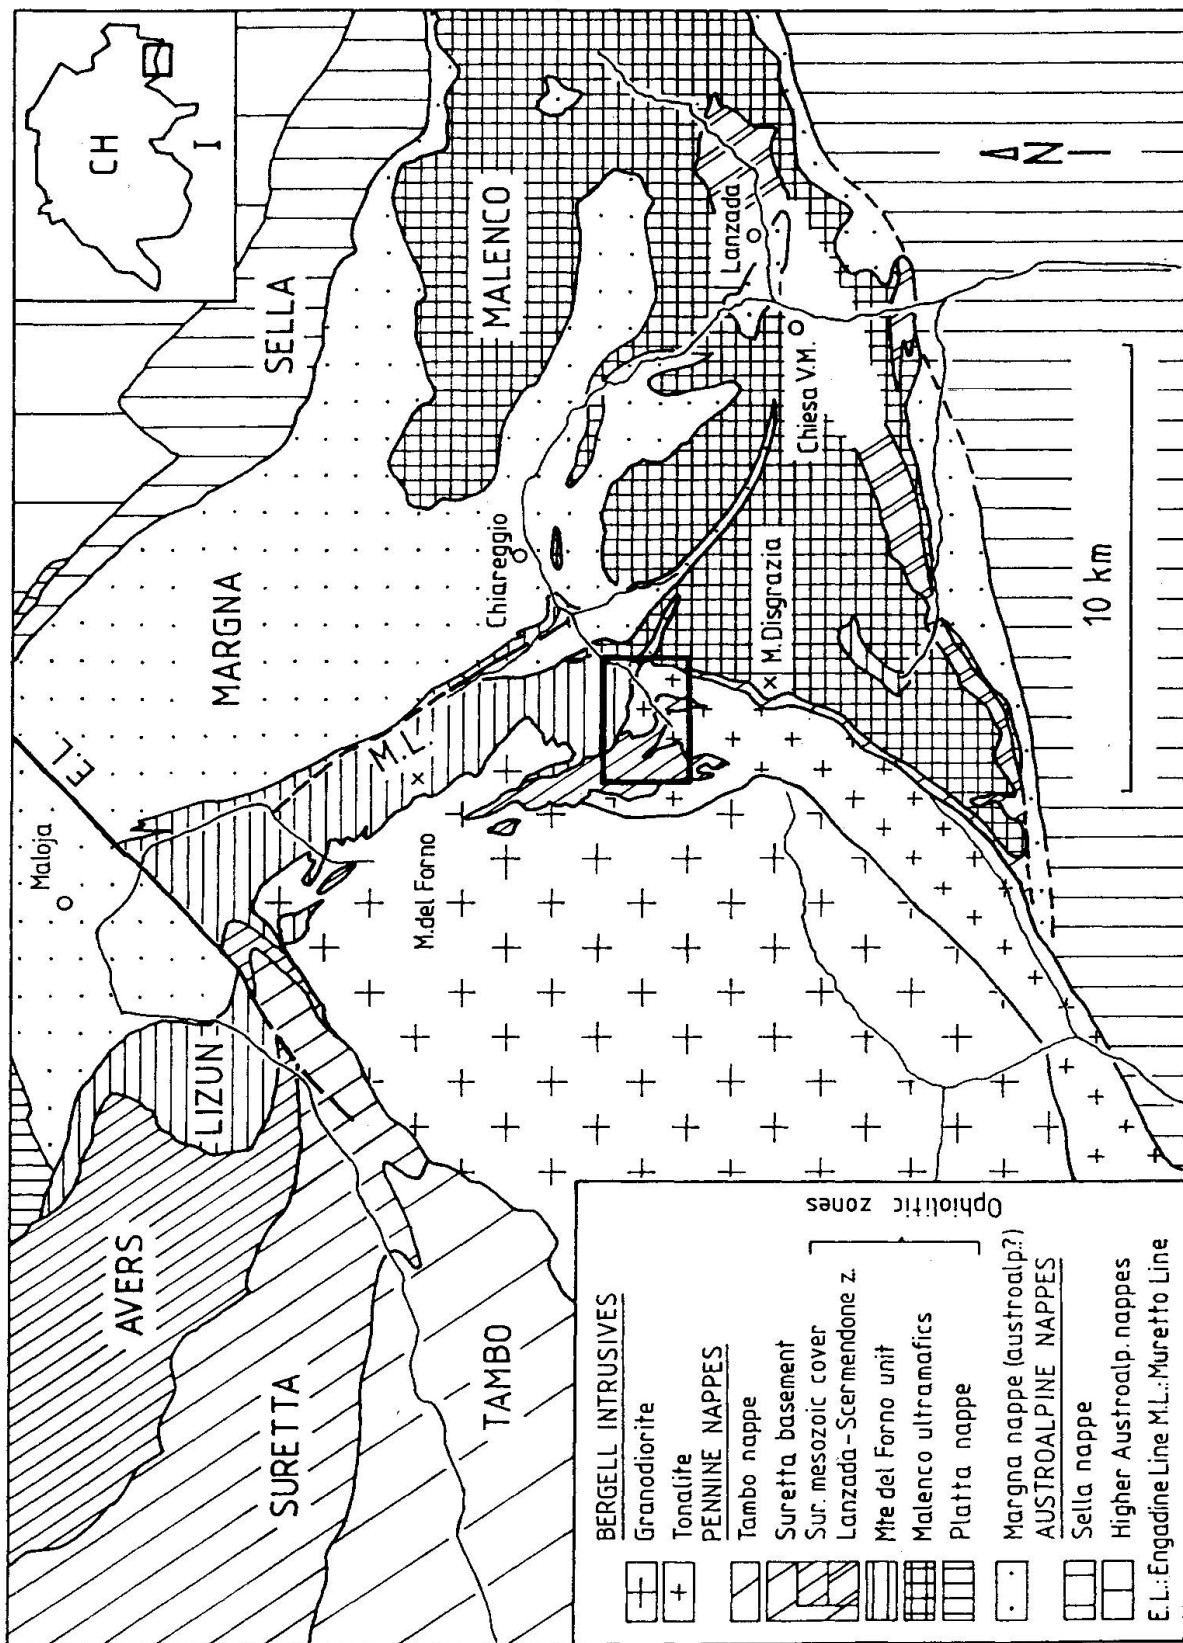 CH
I
SELLA
MALENCO
MARGNA
E.L.
M.L.
Maloja
Chiareggio
Lanzada
Chiesa V.M.
M.Disgrazia
M.del Forno
N
10 km
LIZUN
AVERS
SURETTA
TAMBO
BERGELL INTRUSIVES
Granodiorite
Tonalite
PENNINE NAPPES
Tambo nappe
Suretta basement
Sur. mesozoic cover
Lanzada-Scermendone z.
Mte del Forno unit
Malenco ultramafics
Platta nappe
Ophiolitic zones
Margna nappe (austroalp.?)
AUSTROALPINE NAPPES
Sella nappe
Higher Austroalp. nappes
E.L.:Engadine Line M.L.:Muretto Line